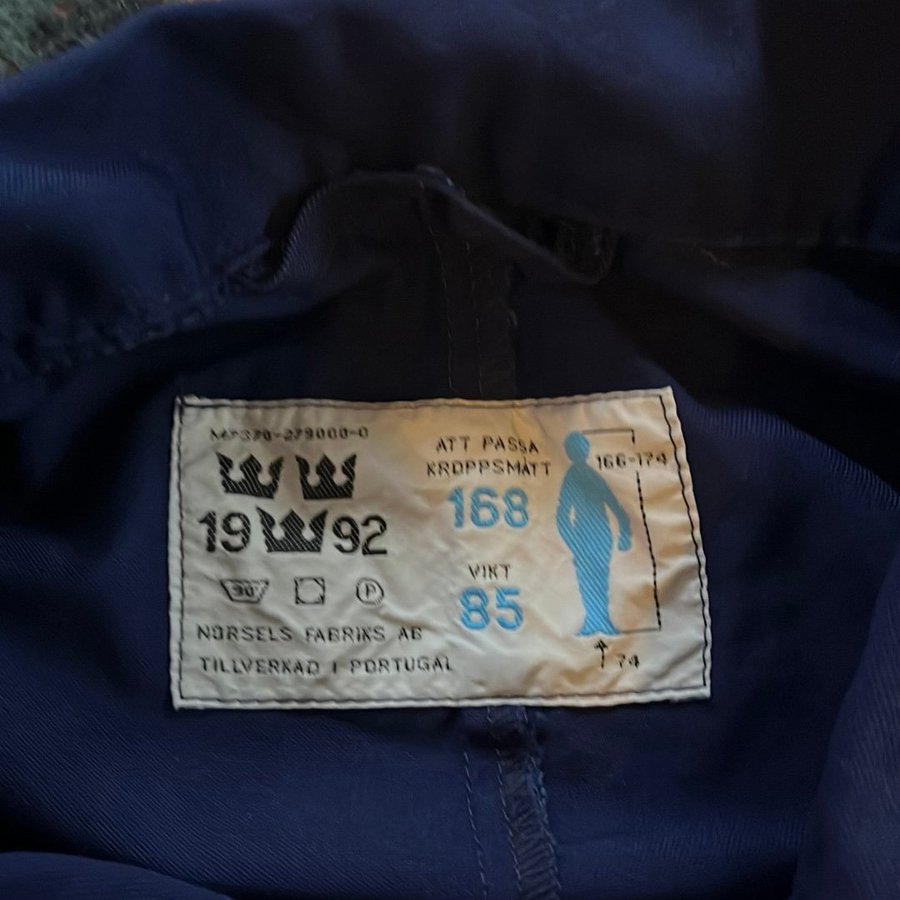 M7370-279000-0
19 92
30°
P
NORSELS FABRIKS AB
TILLVERKAD I PORTUGAL
ATT PASSA
KROPPSMÅTT
168
VIKT
85
166-174
74